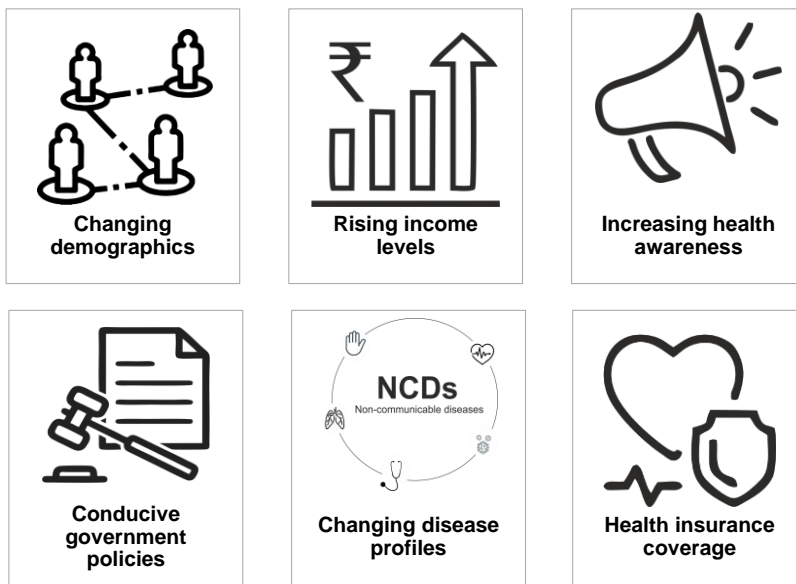 ₹
Changing
demographics
Rising income
levels
Increasing health
awareness
Conducive
government
policies
NCDs
Non-communicable diseases
Changing disease
profiles
Health insurance
coverage